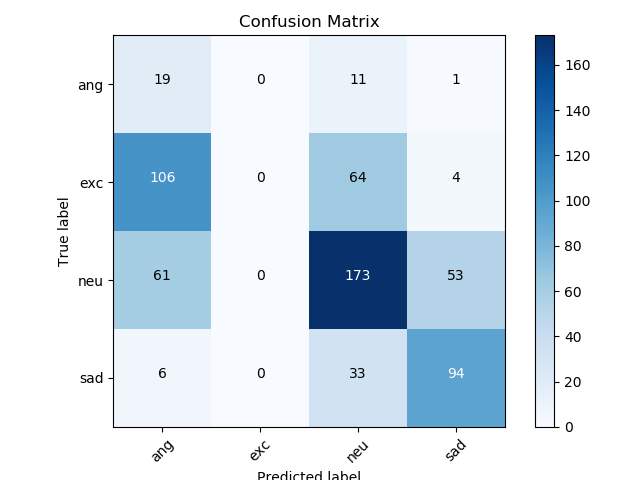 Confusion Matrix
ang 19 0 11 1
exc 106 0 64 4
neu 61 0 173 53
sad 6 0 33 94
ang exc neu sad
True label
Predicted label
160
140
120
100
80
60
40
20
0